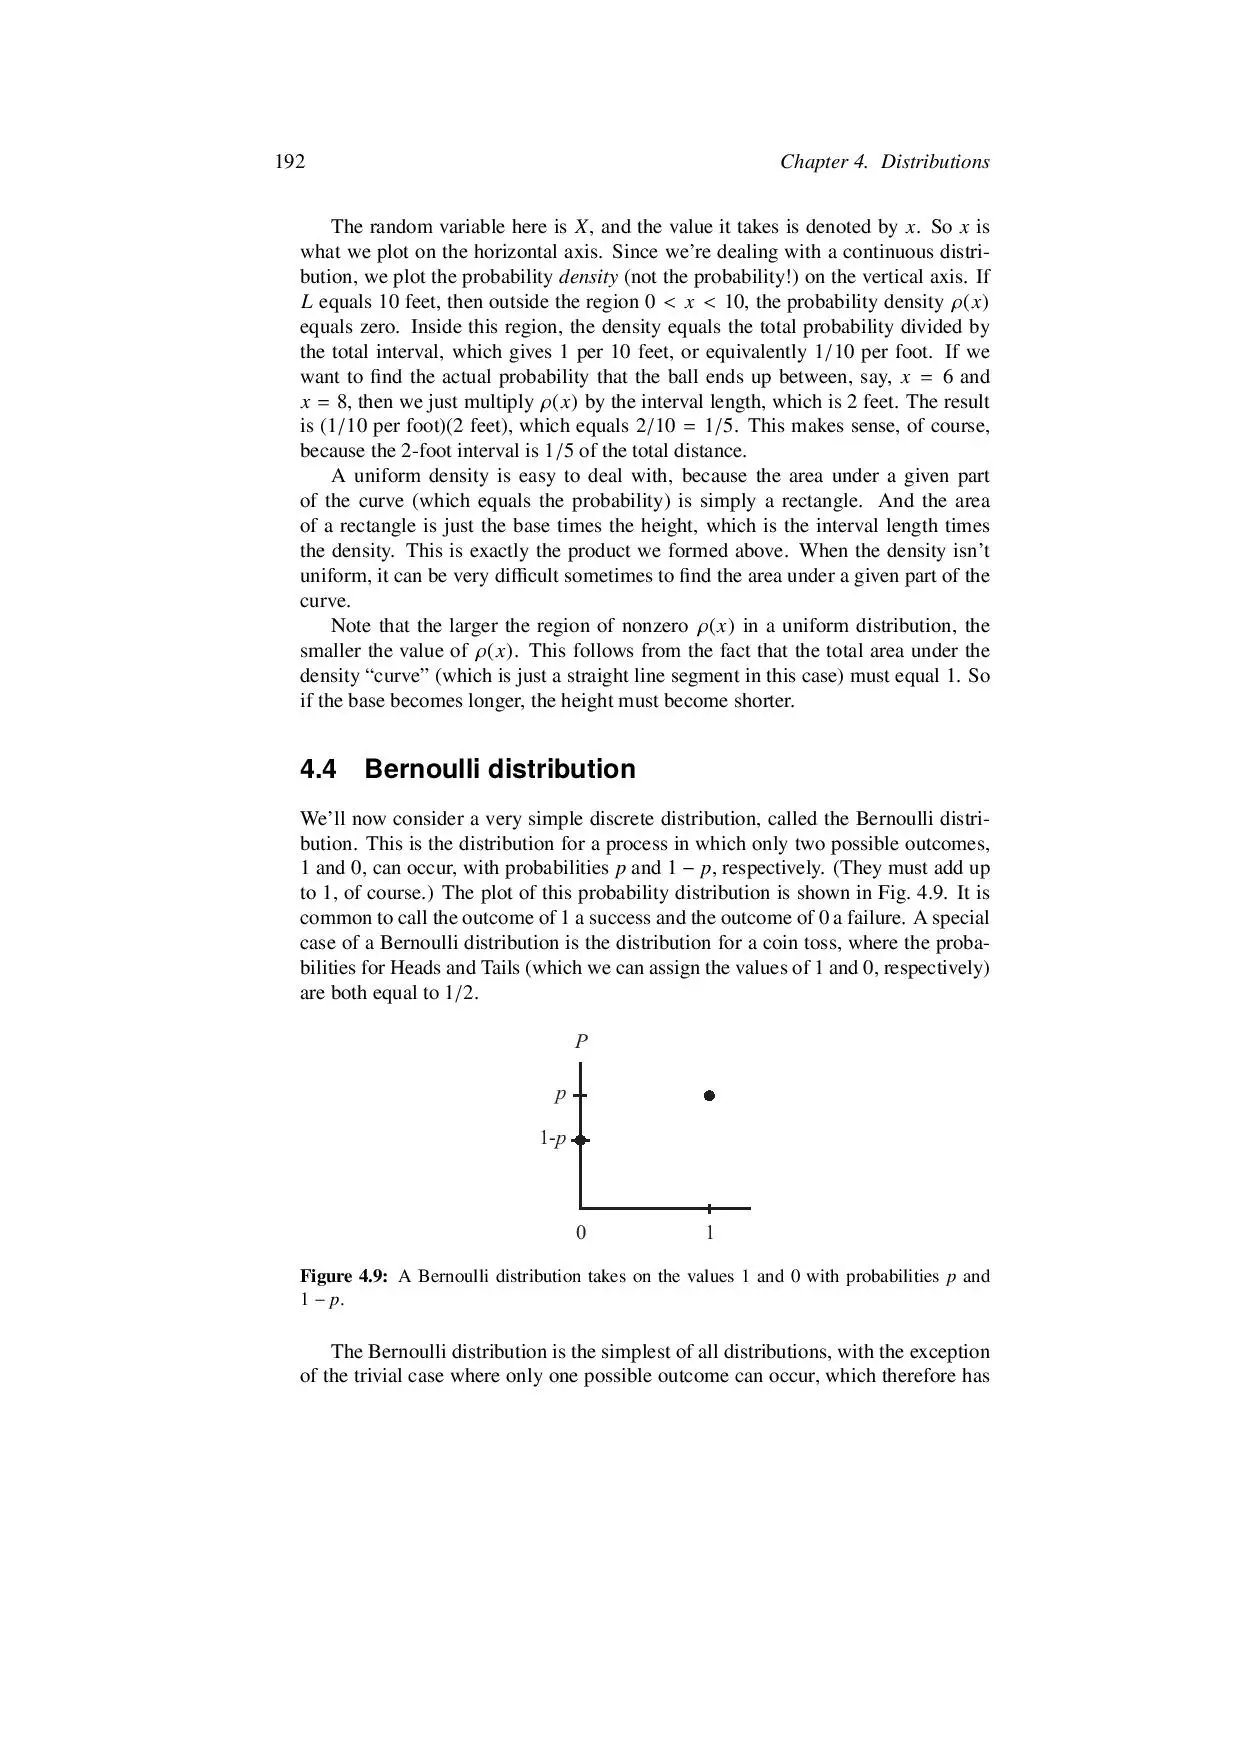 192 Chapter 4. Distributions
The random variable here is X, and the value it takes is denoted by x. So x is
what we plot on the horizontal axis. Since we're dealing with a continuous distri-
bution, we plot the probability density (not the probability!) on the vertical axis. If
L equals 10 feet, then outside the region 0 < x < 10, the probability density ρ(x)
equals zero. Inside this region, the density equals the total probability divided by
the total interval, which gives 1 per 10 feet, or equivalently 1/10 per foot. If we
want to find the actual probability that the ball ends up between, say, x = 6 and
x = 8, then we just multiply ρ(x) by the interval length, which is 2 feet. The result
is (1/10 per foot)(2 feet), which equals 2/10 = 1/5. This makes sense, of course,
because the 2-foot interval is 1/5 of the total distance.
A uniform density is easy to deal with, because the area under a given part
of the curve (which equals the probability) is simply a rectangle. And the area
of a rectangle is just the base times the height, which is the interval length times
the density. This is exactly the product we formed above. When the density isn't
uniform, it can be very difficult sometimes to find the area under a given part of the
curve.
Note that the larger the region of nonzero ρ(x) in a uniform distribution, the
smaller the value of ρ(x). This follows from the fact that the total area under the
density “curve” (which is just a straight line segment in this case) must equal 1. So
if the base becomes longer, the height must become shorter.
4.4 Bernoulli distribution
We'll now consider a very simple discrete distribution, called the Bernoulli distri-
bution. This is the distribution for a process in which only two possible outcomes,
1 and 0, can occur, with probabilities p and 1 − p, respectively. (They must add up
to 1, of course.) The plot of this probability distribution is shown in Fig. 4.9. It is
common to call the outcome of 1 a success and the outcome of 0 a failure. A special
case of a Bernoulli distribution is the distribution for a coin toss, where the proba-
bilities for Heads and Tails (which we can assign the values of 1 and 0, respectively)
are both equal to 1/2.
P
p
1-p
0 1
Figure 4.9: A Bernoulli distribution takes on the values 1 and 0 with probabilities p and
1 − p.
The Bernoulli distribution is the simplest of all distributions, with the exception
of the trivial case where only one possible outcome can occur, which therefore has